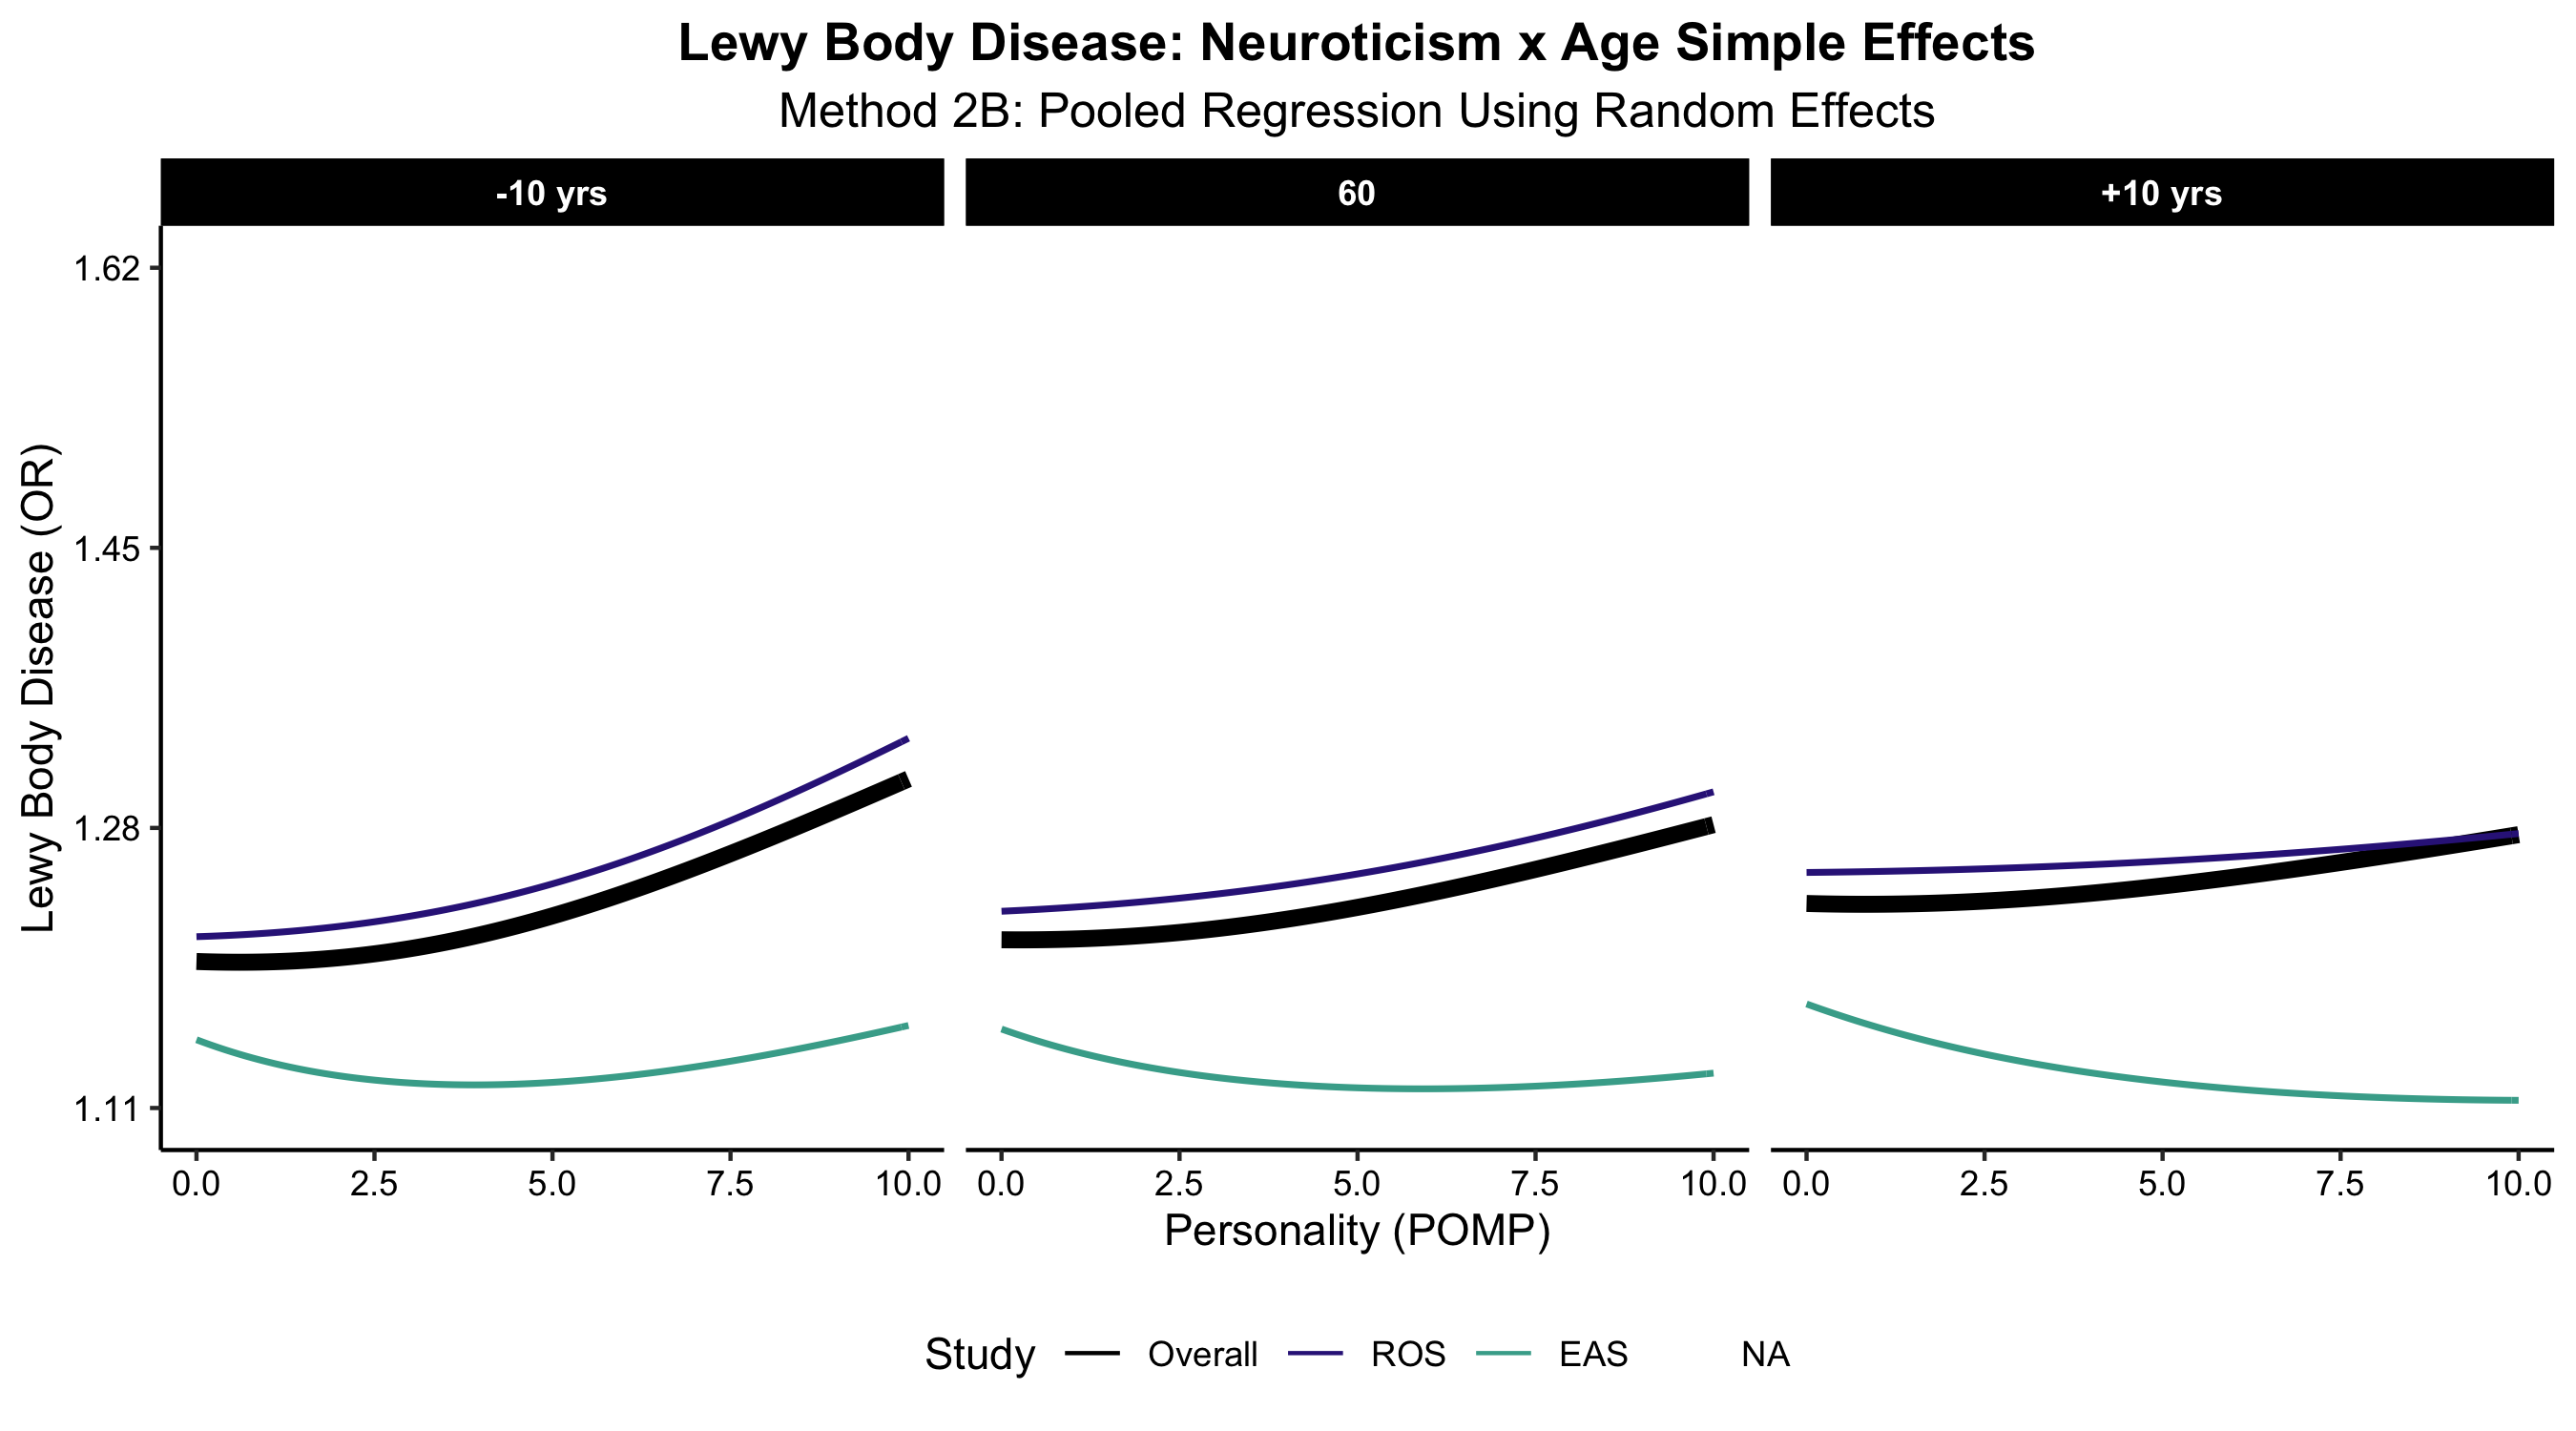 Lewy Body Disease: Neuroticism x Age Simple Effects
Method 2B: Pooled Regression Using Random Effects
-10 yrs 60 +10 yrs
Lewy Body Disease (OR)
1.62
1.45
1.28
1.11
0.0 2.5 5.0 7.5 10.0 0.0 2.5 5.0 7.5 10.0 0.0 2.5 5.0 7.5 10.0
Personality (POMP)
Study Overall ROS EAS NA